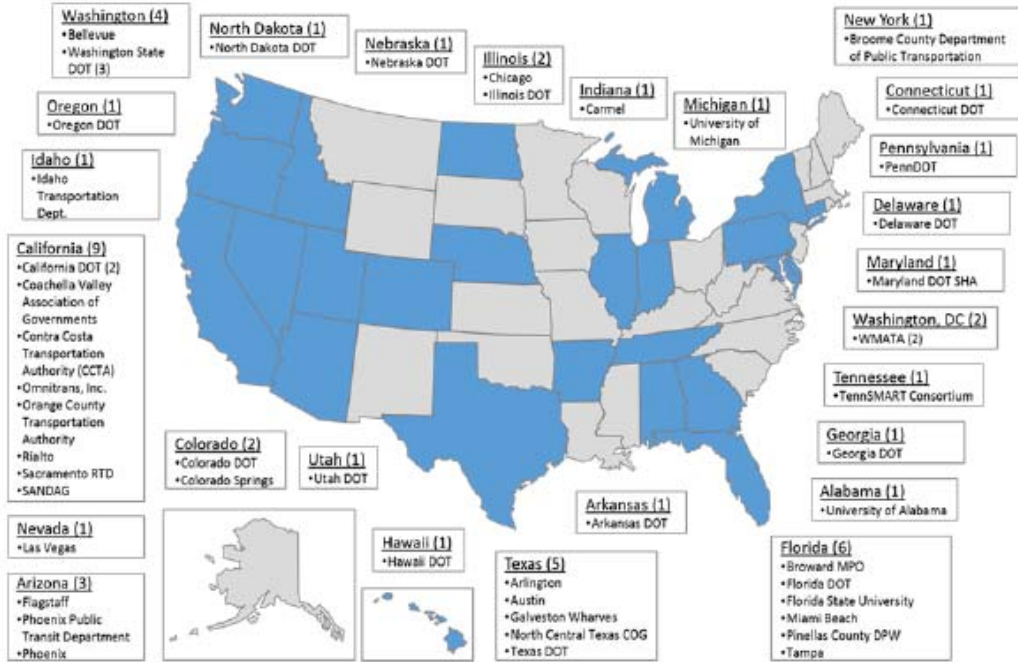 Washington (4)
•Bellevue
•Washington State
DOT (3)
North Dakota (1)
•North Dakota DOT
Nebraska (1)
•Nebraska DOT
Illinois (2)
•Chicago
•Illinois DOT
Indiana (1)
•Carmel
Michigan (1)
•University of
Michigan
New York (1)
•Broome County Department
of Public Transportation
Oregon (1)
•Oregon DOT
Connecticut (1)
•Connecticut DOT
Idaho (1)
•Idaho
Transportation
Dept.
Pennsylvania (1)
•PennDOT
Delaware (1)
•Delaware DOT
California (9)
•California DOT (2)
•Coachella Valley
Association of
Governments
•Contra Costa
Transportation
Authority (CCTA)
•Omnitrans, Inc.
•Orange County
Transportation
Authority
•Rialto
•Sacramento RTD
•SANDAG
Maryland (1)
•Maryland DOT SHA
Washington, DC (2)
•WMATA (2)
Tennessee (1)
•TennSMART Consortium
Georgia (1)
•Georgia DOT
Colorado (2)
•Colorado DOT
•Colorado Springs
Utah (1)
•Utah DOT
Alabama (1)
•University of Alabama
Arkansas (1)
•Arkansas DOT
Nevada (1)
•Las Vegas
Hawaii (1)
•Hawaii DOT
Texas (5)
•Arlington
•Austin
•Galveston Wharves
•North Central Texas COG
•Texas DOT
Florida (6)
•Broward MPO
•Florida DOT
•Florida State University
•Miami Beach
•Pinellas County DPW
•Tampa
Arizona (3)
•Flagstaff
•Phoenix Public
Transit Department
•Phoenix